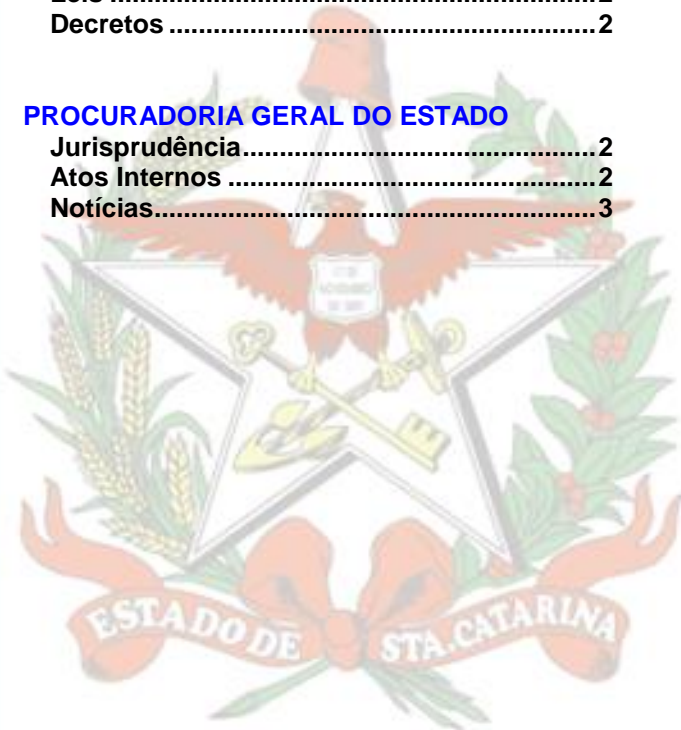 Decretos ........................................................... 2
PROCURADORIA GERAL DO ESTADO
Jurisprudência................................................. 2
Atos Internos ................................................... 2
Notícias............................................................. 3
ESTADO DE STA. CATARINA